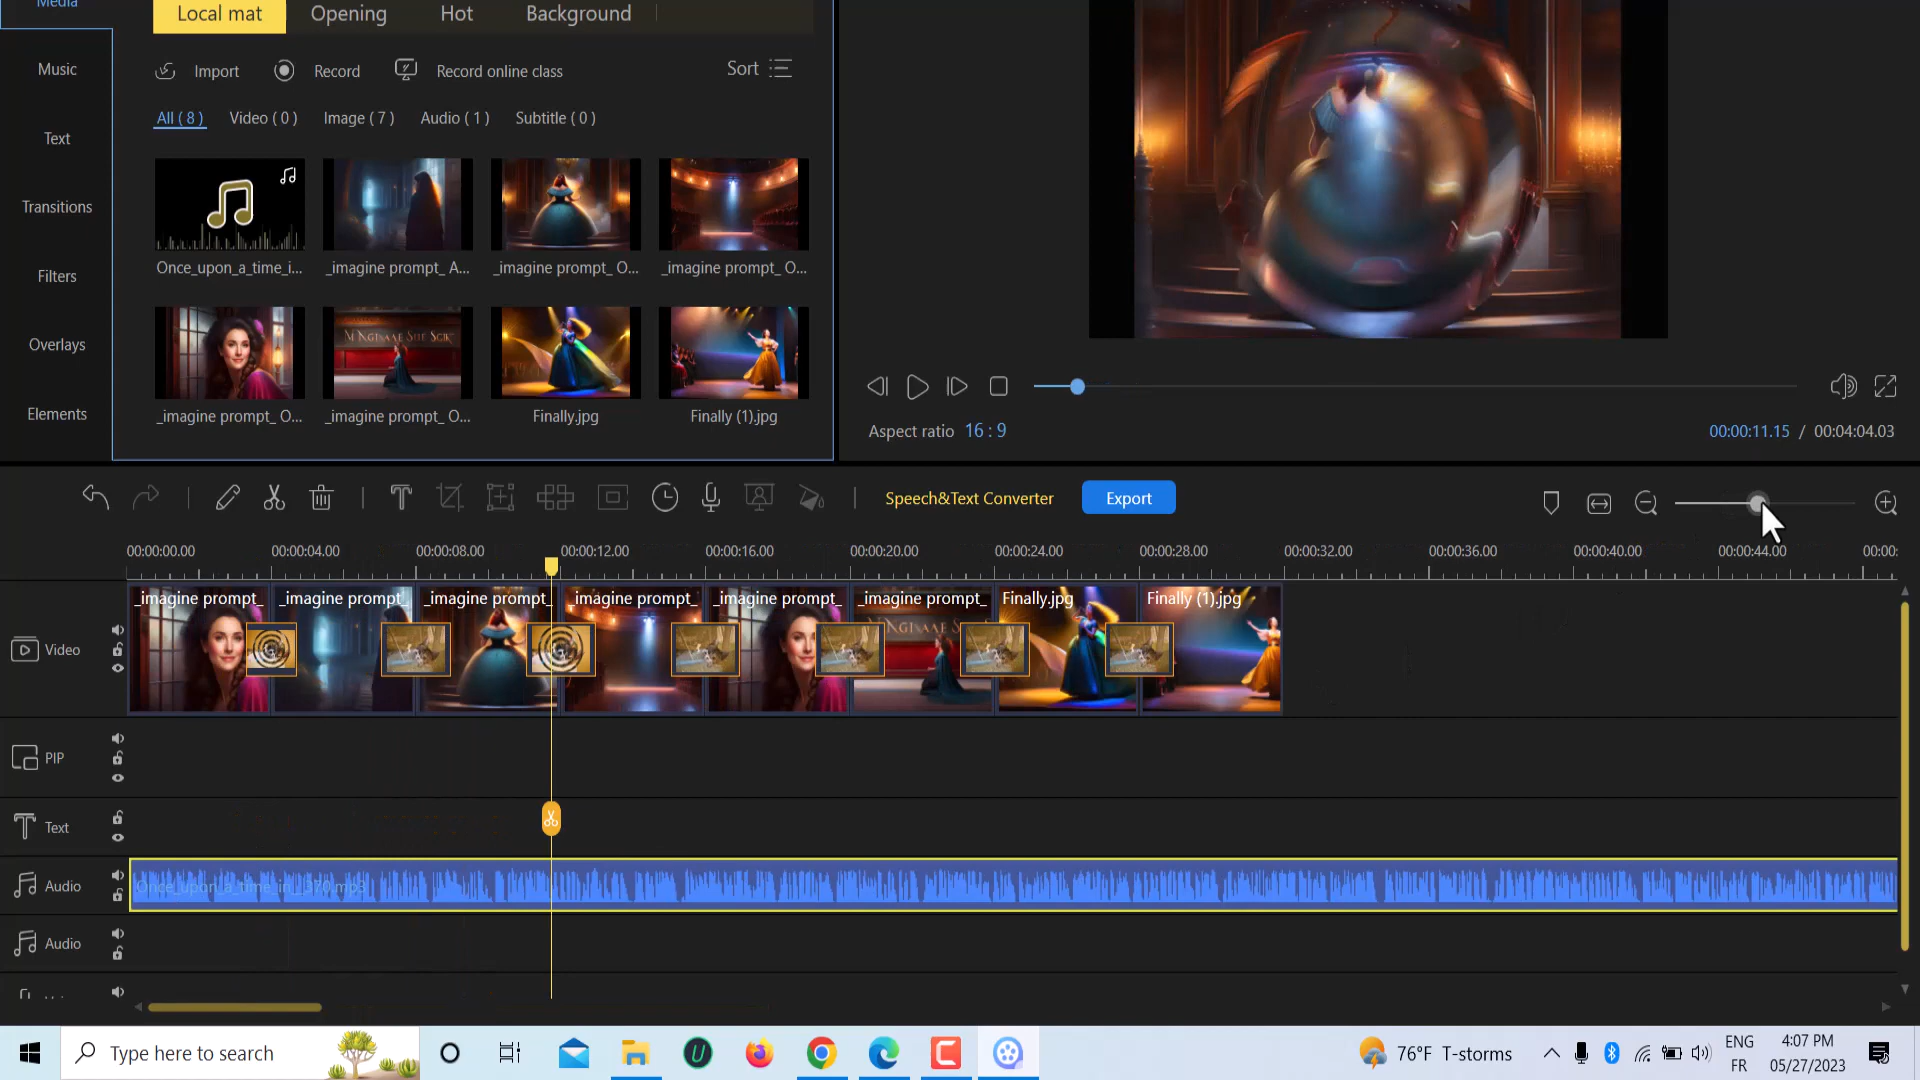 Media
Local mat Opening Hot Background
Music
Import Record Record online class Sort
All ( 8 ) Video ( 0 ) Image ( 7 ) Audio ( 1 ) Subtitle ( 0 )
Text
Transitions
Once_upon_a_time_i... _imagine prompt_ A... _imagine prompt_ O... _imagine prompt_ O...
Filters
Overlays
Elements
_imagine prompt_ O... _imagine prompt_ O... Finally.jpg Finally (1).jpg
Aspect ratio 16 : 9 00:00:11.15 / 00:04:04.03
Speech&Text Converter Export
00:00:00.00 00:00:04.00 00:00:08.00 00:00:12.00 00:00:16.00 00:00:20.00 00:00:24.00 00:00:28.00 00:00:32.00 00:00:36.00 00:00:40.00 00:00:44.00 00:00:
_imagine prompt_ _imagine prompt_ _imagine prompt_ _imagine prompt_ _imagine prompt_ _imagine prompt_ Finally.jpg Finally (1).jpg
Video
PIP
Text
Audio Once_upon_a_time_in__370.mp3
Audio
Type here to search 76°F T-storms ENG 4:07 PM
FR 05/27/2023